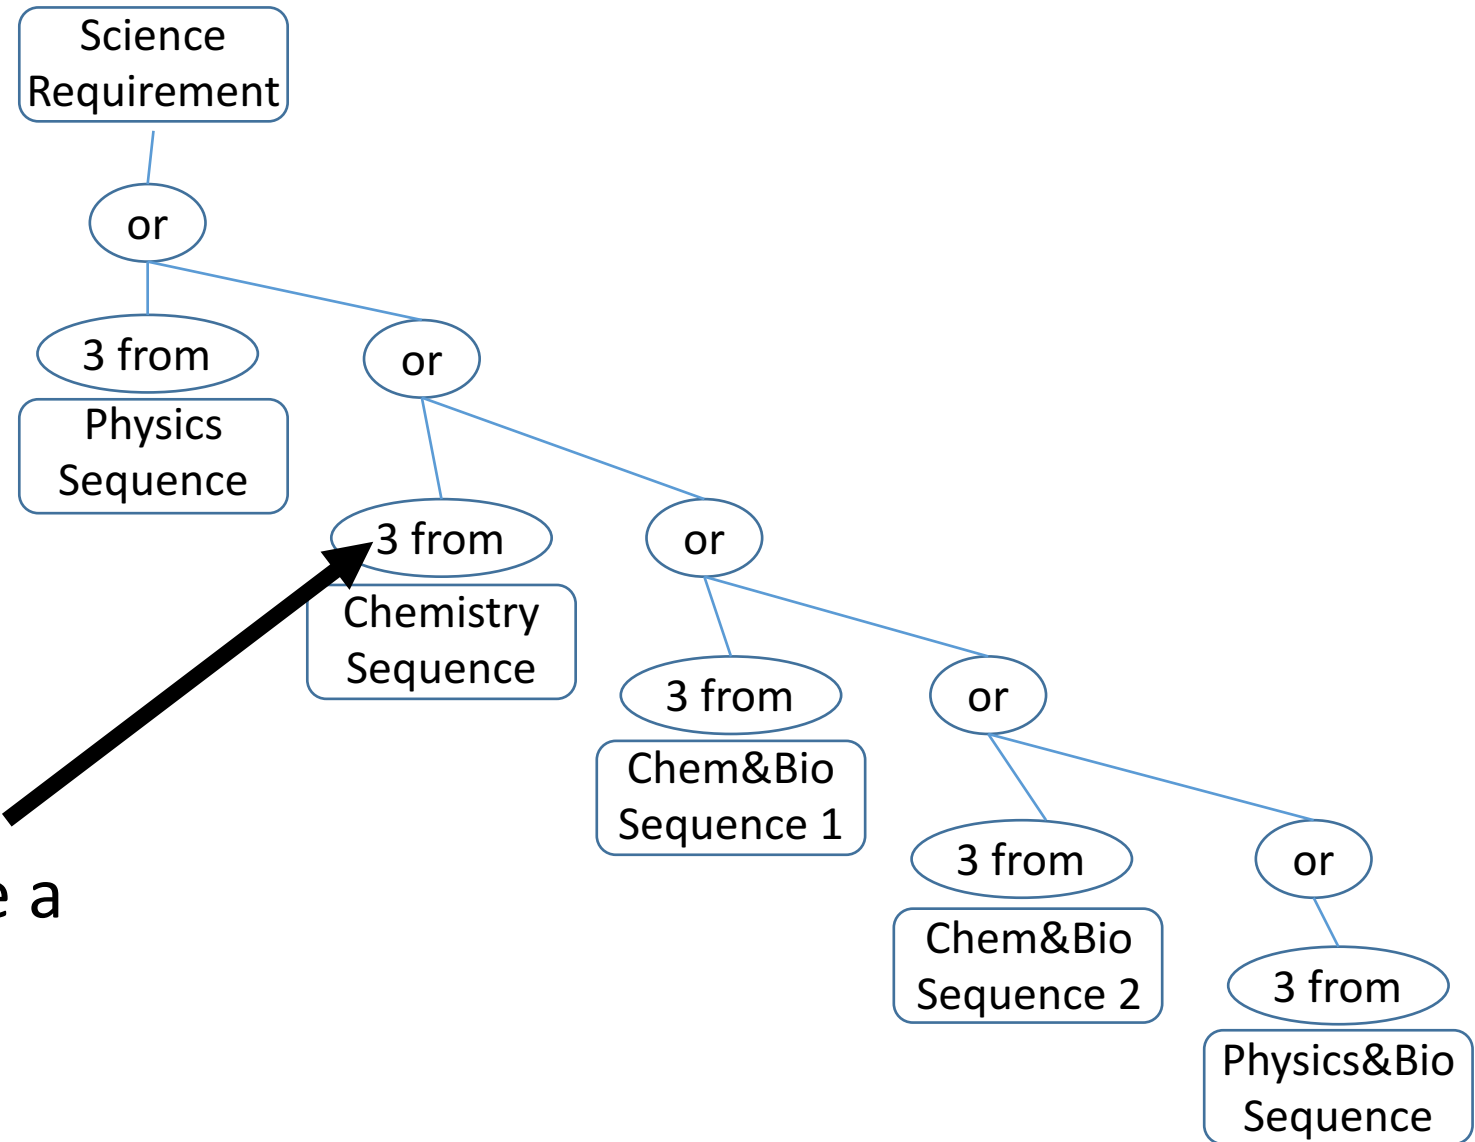 Science
Requirement
or
3 from
or
Physics
Sequence
3 from
or
Chemistry
Sequence
3 from
or
Chem&Bio
Sequence 1
3 from
or
e a
Chem&Bio
Sequence 2
3 from
Physics&Bio
Sequence